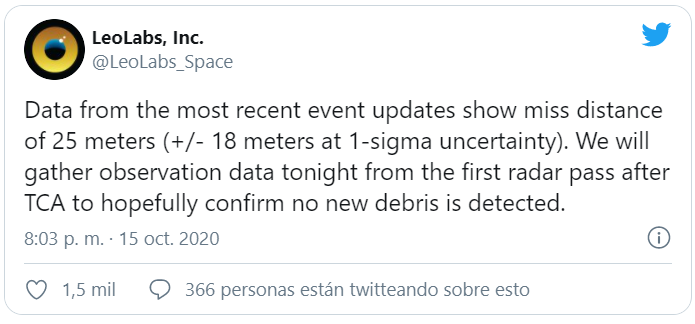 LeoLabs, Inc.
@LeoLabs_Space
Data from the most recent event updates show miss distance
of 25 meters (+/- 18 meters at 1-sigma uncertainty). We will
gather observation data tonight from the first radar pass after
TCA to hopefully confirm no new debris is detected.
8:03 p. m. · 15 oct. 2020
1,5 mil 366 personas están twitteando sobre esto